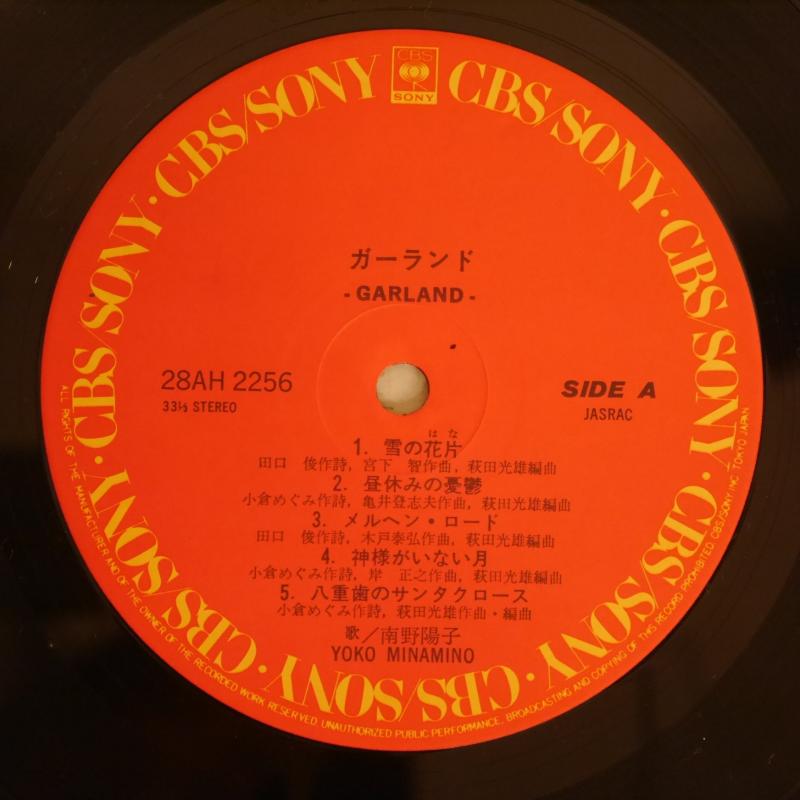 CBS
SONY
CBS/SONY · CBS/SONY · CBS/SONY · CBS/SONY · CBS/SONY · CBS/SONY · CBS/SONY · CBS/SONY
ガーランド
-GARLAND-
28AH 2256
33⅓ STEREO
SIDE A
JASRAC
はな
1. 雪の花片
田口 俊作詩, 宮下 智作曲, 萩田光雄編曲
2. 昼休みの憂鬱
小倉めぐみ作詩, 亀井登志夫作曲, 萩田光雄編曲
3. メルヘン・ロード
田口 俊作詩, 木戸泰弘作曲, 萩田光雄編曲
4. 神様がいない月
小倉めぐみ作詩, 岸 正之作曲, 萩田光雄編曲
5. 八重歯のサンタクロース
小倉めぐみ作詩, 萩田光雄作曲・編曲
歌／南野陽子
YOKO MINAMINO
ALL RIGHTS OF THE MANUFACTURER AND OF THE OWNER OF THE RECORDED WORK RESERVED. UNAUTHORIZED PUBLIC PERFORMANCE, BROADCASTING AND COPYING OF THIS RECORD PROHIBITED CBS/SONY INC. TOKYO JAPAN